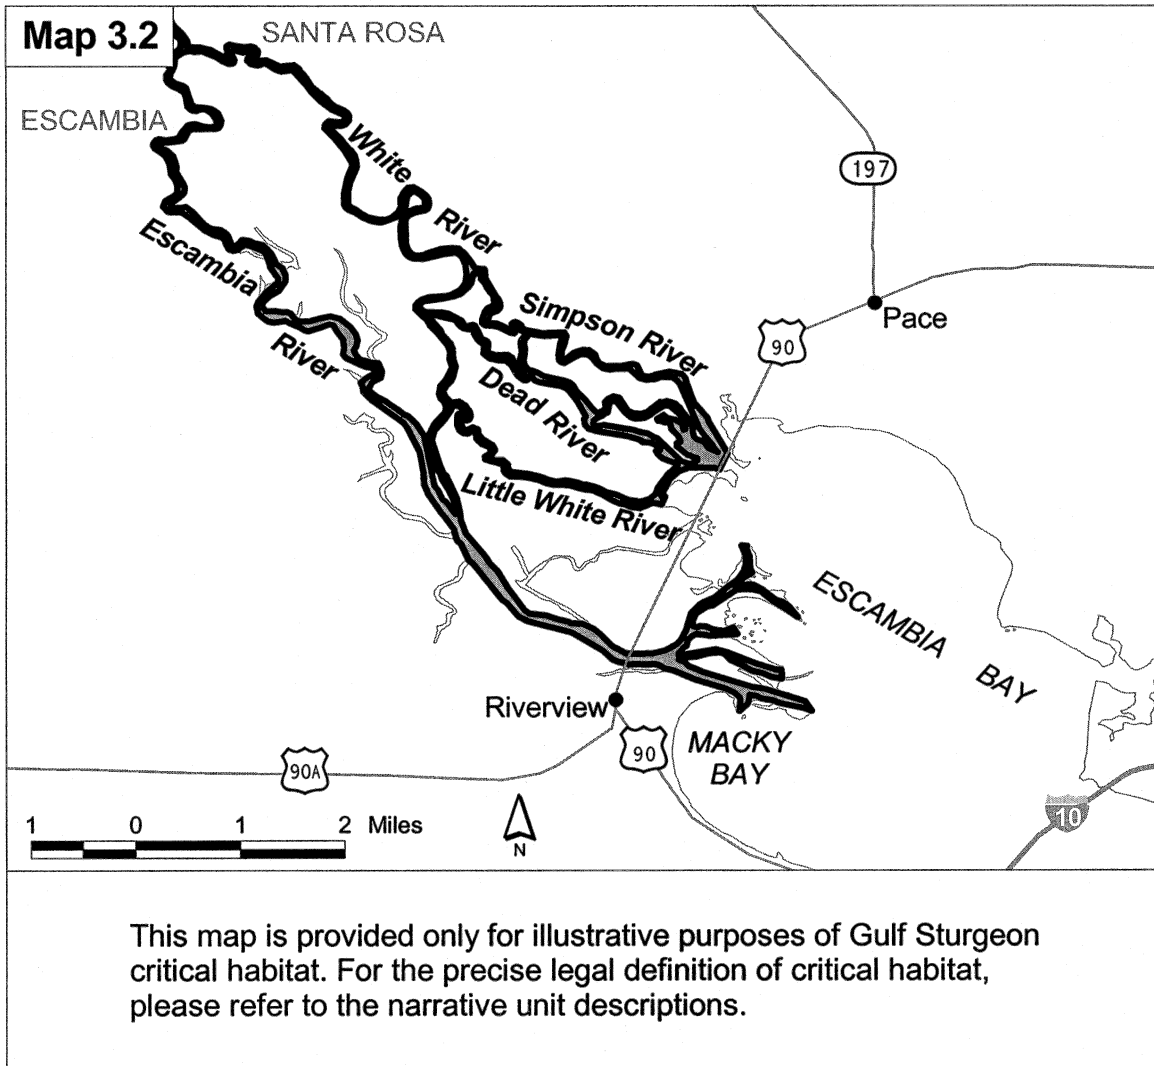 Map 3.2
SANTA ROSA
ESCAMBIA
White
River
197
Escambia
River
Simpson River
Pace
90
Dead River
Little White River
ESCAMBIA
BAY
Riverview
90
MACKY
BAY
90A
10
1 0 1 2 Miles
N
This map is provided only for illustrative purposes of Gulf Sturgeon
critical habitat. For the precise legal definition of critical habitat,
please refer to the narrative unit descriptions.